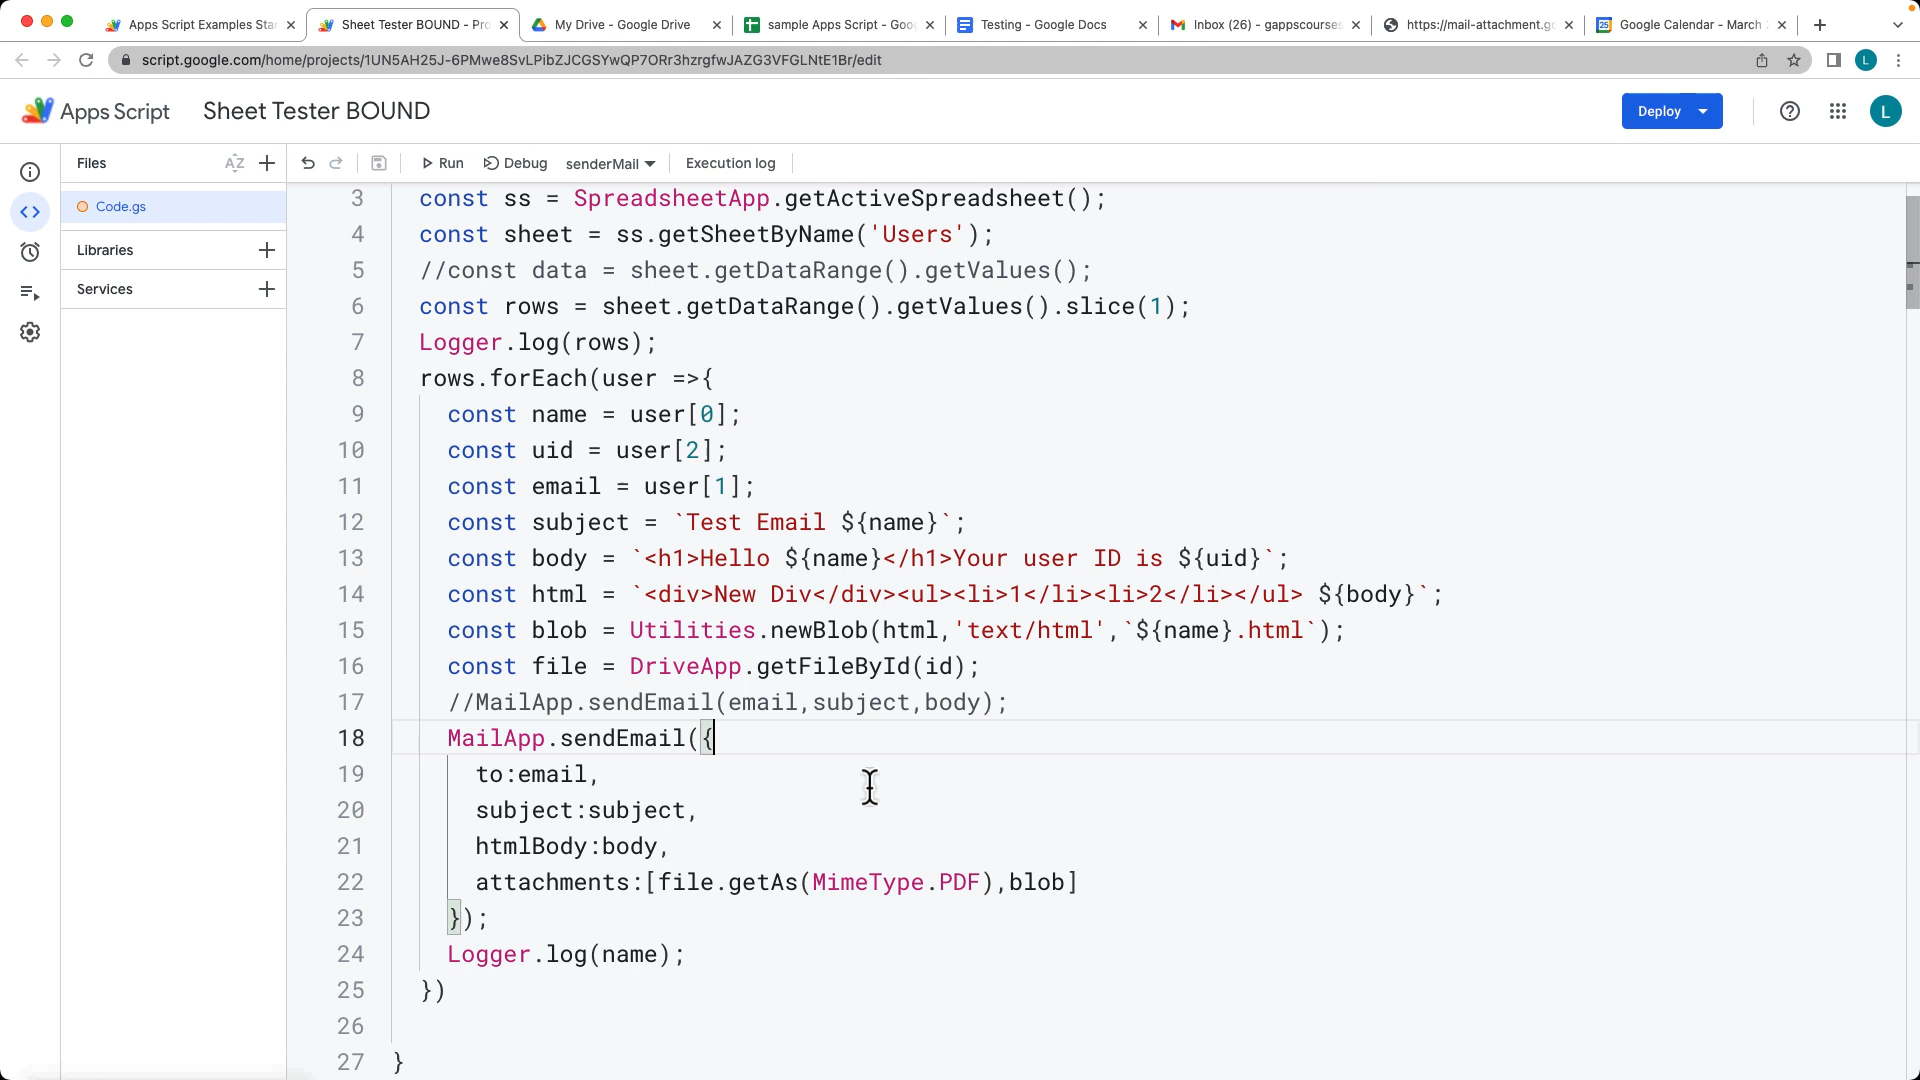 Apps Script Examples Star
Sheet Tester BOUND - Pro
My Drive - Google Drive
sample Apps Script - Goog
Testing - Google Docs
Inbox (26) - gappscourses
https://mail-attachment.go
Google Calendar - March 2
script.google.com/home/projects/1UN5AH25J-6PMwe8SvLPibZJCGSYwQP7ORr3hzrgfwJAZG3VFGLNtE1Br/edit
L
Apps Script
Sheet Tester BOUND
Deploy
L
Files
AZ
Run
Debug
senderMail
Execution log
Code.gs
Libraries
Services
3 const ss = SpreadsheetApp.getActiveSpreadsheet();
4 const sheet = ss.getSheetByName('Users');
5 //const data = sheet.getDataRange().getValues();
6 const rows = sheet.getDataRange().getValues().slice(1);
7 Logger.log(rows);
8 rows.forEach(user =>{
9 const name = user[0];
10 const uid = user[2];
11 const email = user[1];
12 const subject = `Test Email ${name}`;
13 const body = `<h1>Hello ${name}</h1>Your user ID is ${uid}`;
14 const html = `<div>New Div</div><ul><li>1</li><li>2</li></ul> ${body}`;
15 const blob = Utilities.newBlob(html,'text/html',`${name}.html`);
16 const file = DriveApp.getFileById(id);
17 //MailApp.sendEmail(email,subject,body);
18 MailApp.sendEmail({
19 to:email,
20 subject:subject,
21 htmlBody:body,
22 attachments:[file.getAs(MimeType.PDF),blob]
23 });
24 Logger.log(name);
25 })
26
27 }